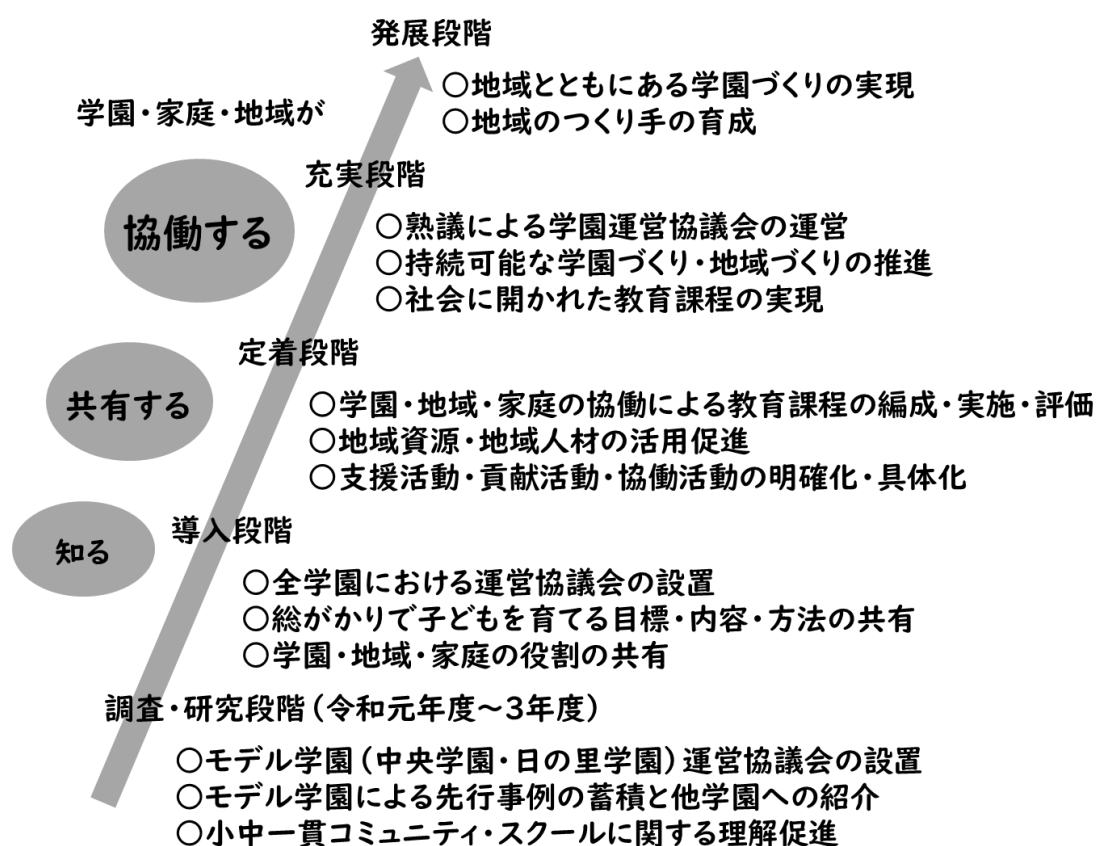 発展段階
○地域とともにある学園づくりの実現
○地域のつくり手の育成
学園・家庭・地域が
協働する
充実段階
○熟議による学園運営協議会の運営
○持続可能な学園づくり・地域づくりの推進
○社会に開かれた教育課程の実現
共有する
定着段階
○学園・地域・家庭の協働による教育課程の編成・実施・評価
○地域資源・地域人材の活用促進
○支援活動・貢献活動・協働活動の明確化・具体化
知る
導入段階
○全学園における運営協議会の設置
○総がかりで子どもを育てる目標・内容・方法の共有
○学園・地域・家庭の役割の共有
調査・研究段階(令和元年度~3年度)
○モデル学園(中央学園・日の里学園)運営協議会の設置
○モデル学園による先行事例の蓄積と他学園への紹介
○小中一貫コミュニティ・スクールに関する理解促進